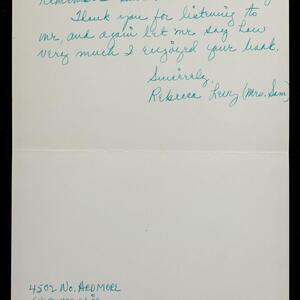 Thank you for listening to
me and again let me say how
very much I enjoyed your book.
Sincerely,
Rebecca Levy (Mrs. Sam)
4502 No. ARDMORE